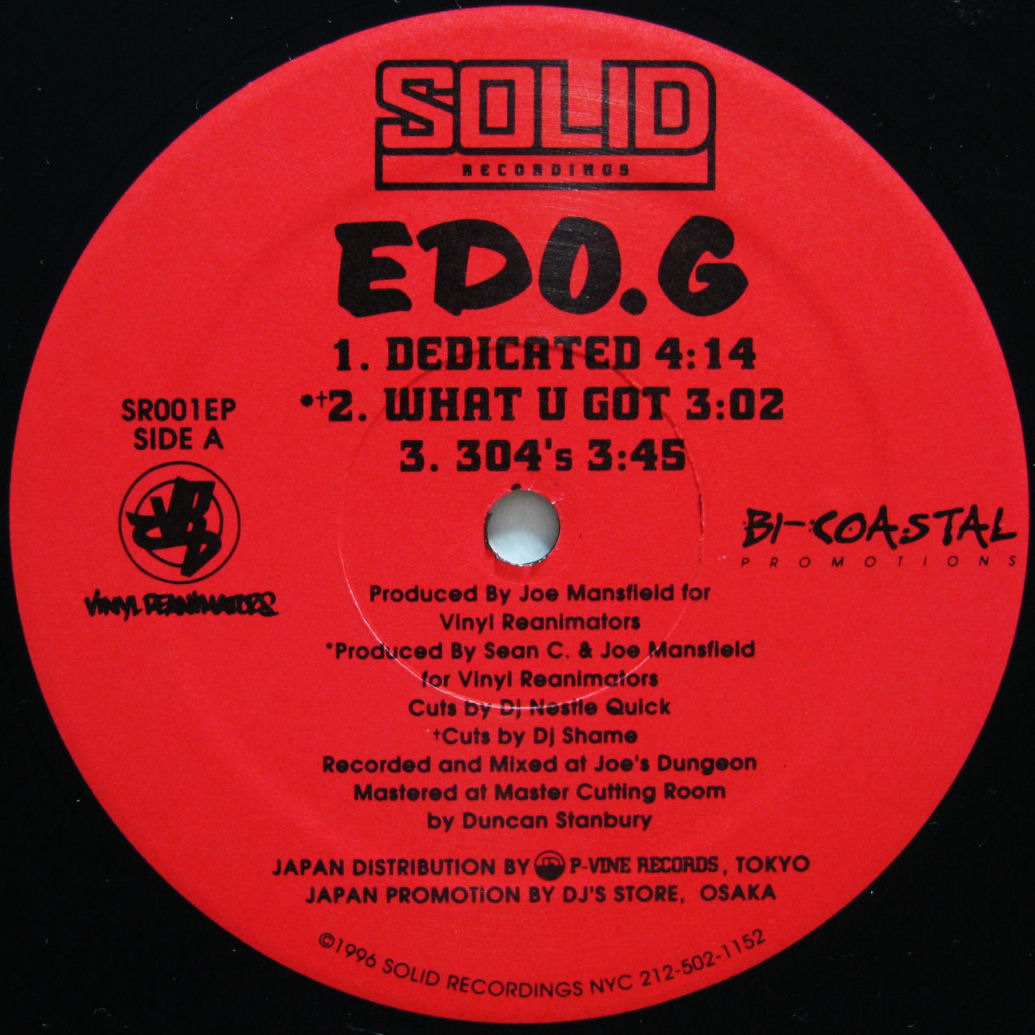 SOLID
RECORDINGS
EDO.G
1. DEDICATED 4:14
*†2. WHAT U GOT 3:02
3. 304's 3:45
SR001EP
SIDE A
VINYL REANIMATORS
BI-COASTAL
PROMOTIONS
Produced By Joe Mansfield for
Vinyl Reanimators
*Produced By Sean C. & Joe Mansfield
for Vinyl Reanimators
Cuts by Dj Nestle Quick
†Cuts by Dj Shame
Recorded and Mixed at Joe's Dungeon
Mastered at Master Cutting Room
by Duncan Stanbury
JAPAN DISTRIBUTION BY P-VINE RECORDS, TOKYO
JAPAN PROMOTION BY DJ'S STORE, OSAKA
©1996 SOLID RECORDINGS NYC 212-502-1152